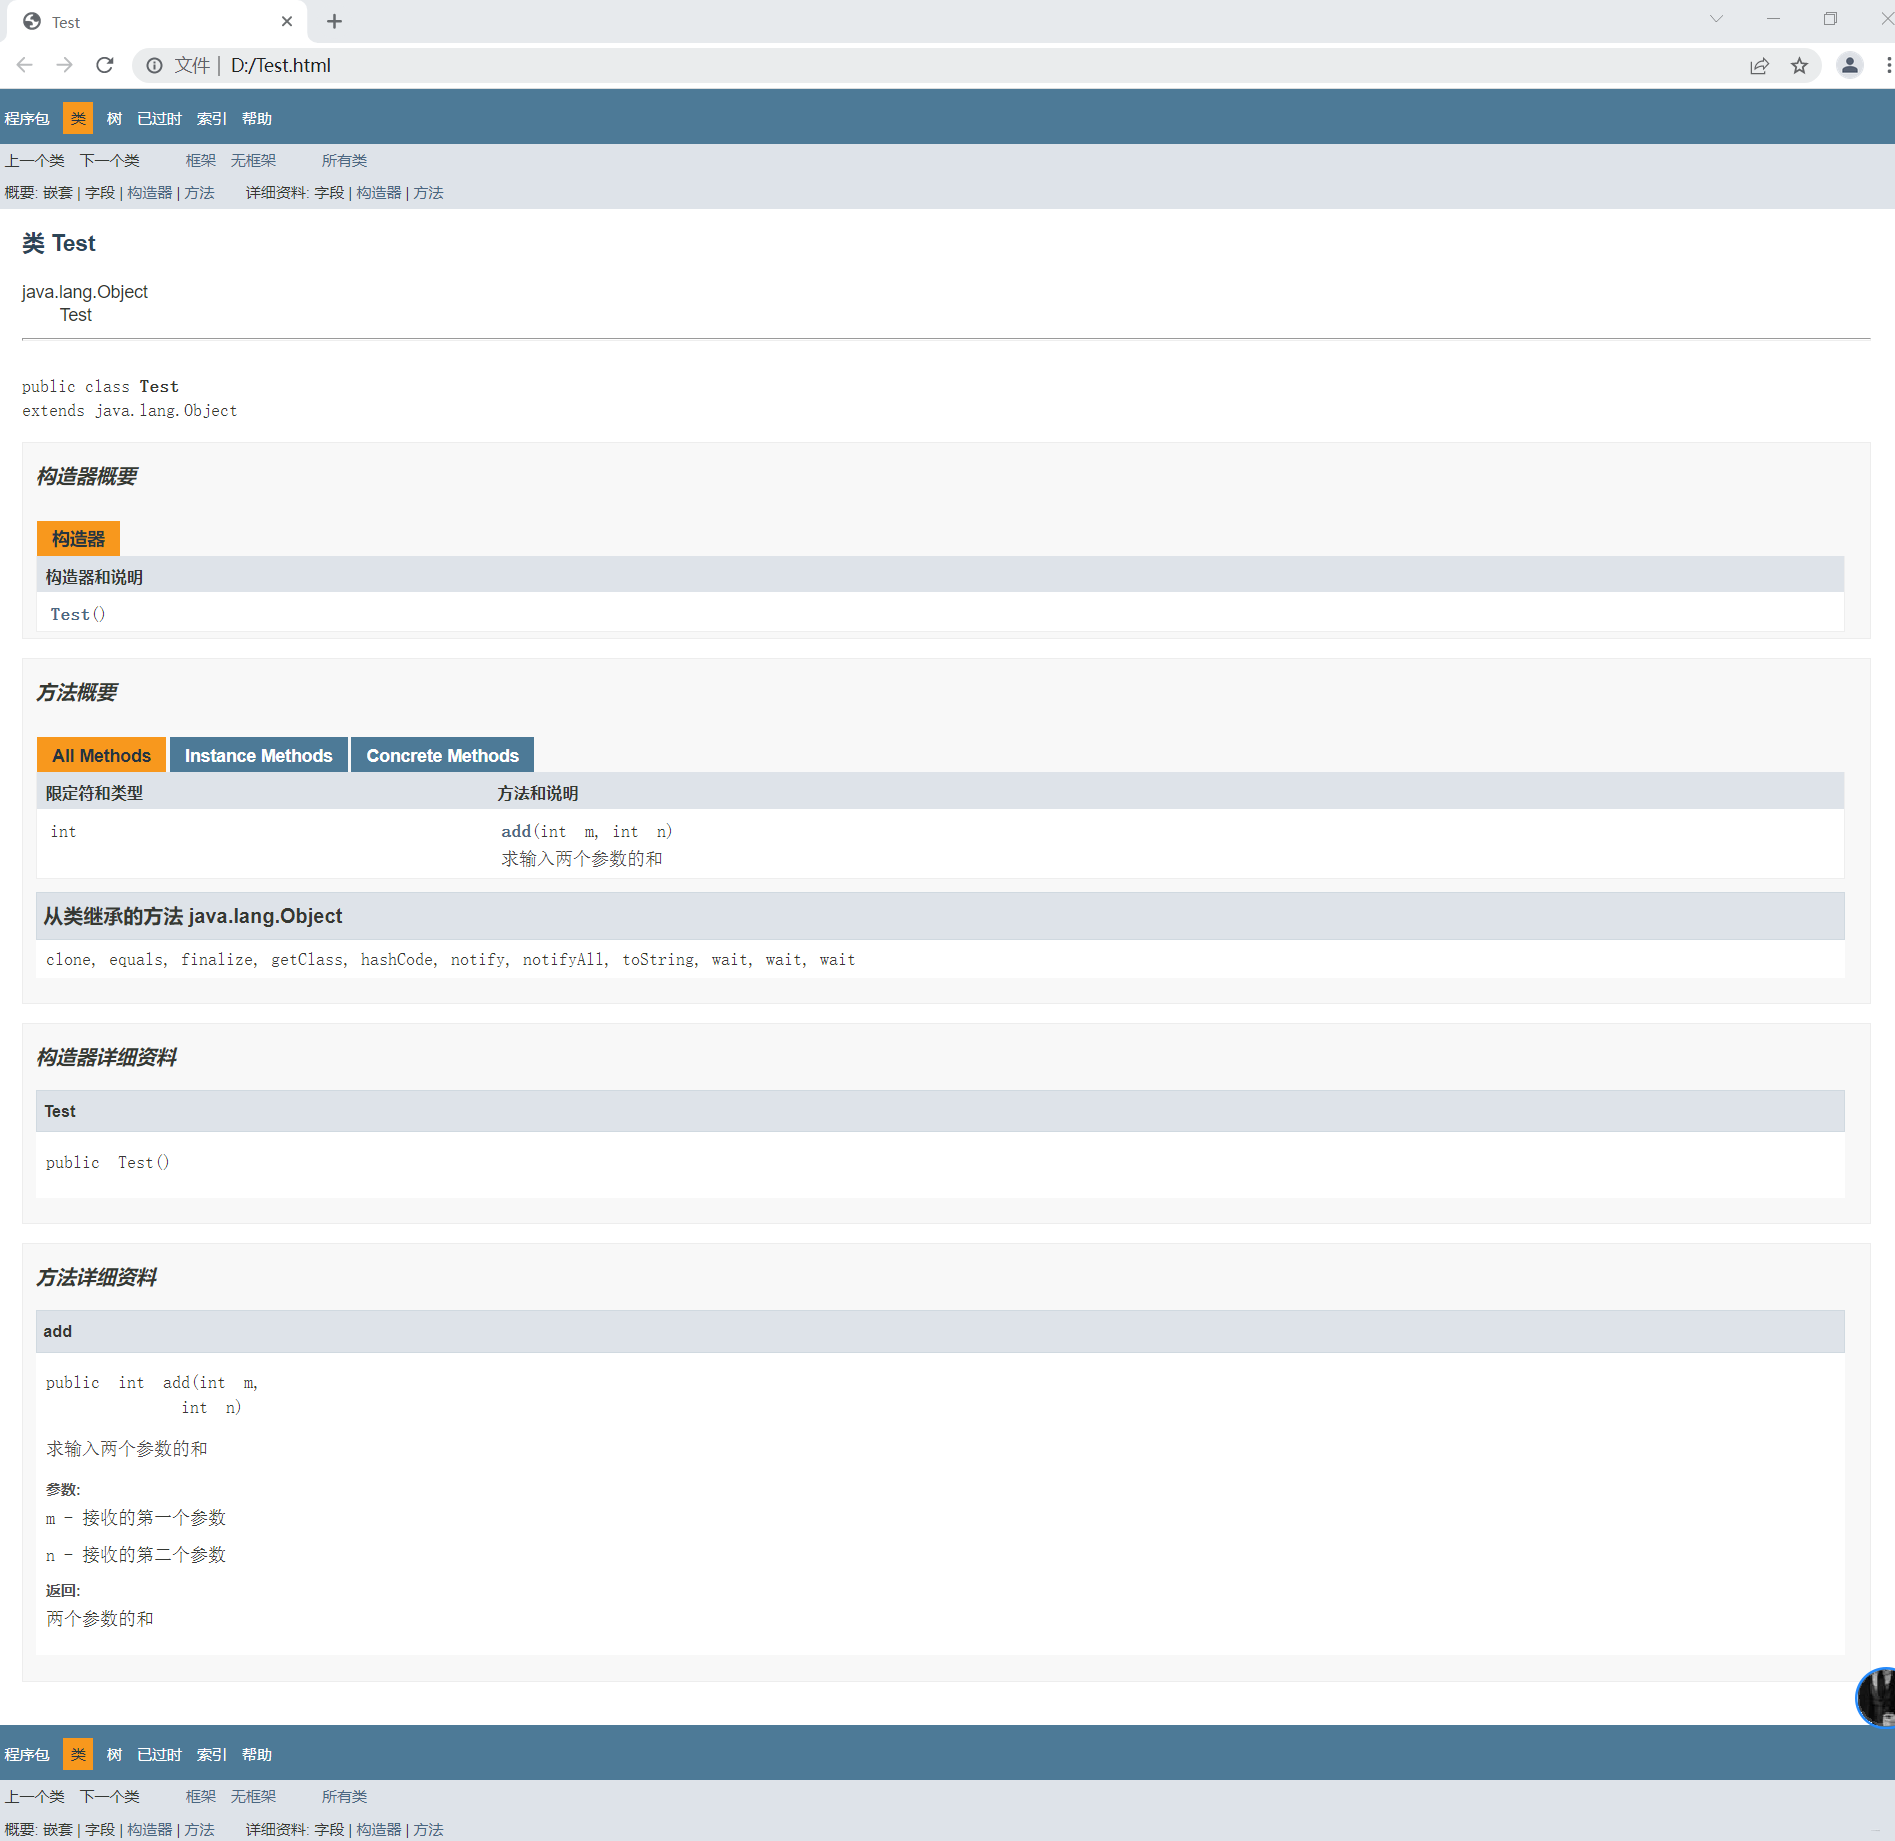 Test
文件 | D:/Test.html
程序包 类 树 已过时 索引 帮助
上一个类 下一个类 框架 无框架 所有类
概要: 嵌套 | 字段 | 构造器 | 方法 详细资料: 字段 | 构造器 | 方法
类 Test
java.lang.Object
Test
public class Test
extends java.lang.Object
构造器概要
构造器
构造器和说明
Test()
方法概要
All Methods Instance Methods Concrete Methods
限定符和类型 方法和说明
int add(int m, int n)
求输入两个参数的和
从类继承的方法 java.lang.Object
clone, equals, finalize, getClass, hashCode, notify, notifyAll, toString, wait, wait, wait
构造器详细资料
Test
public Test()
方法详细资料
add
public int add(int m,
int n)
求输入两个参数的和
参数:
m - 接收的第一个参数
n - 接收的第二个参数
返回:
两个参数的和
程序包 类 树 已过时 索引 帮助
上一个类 下一个类 框架 无框架 所有类
概要: 嵌套 | 字段 | 构造器 | 方法 详细资料: 字段 | 构造器 | 方法